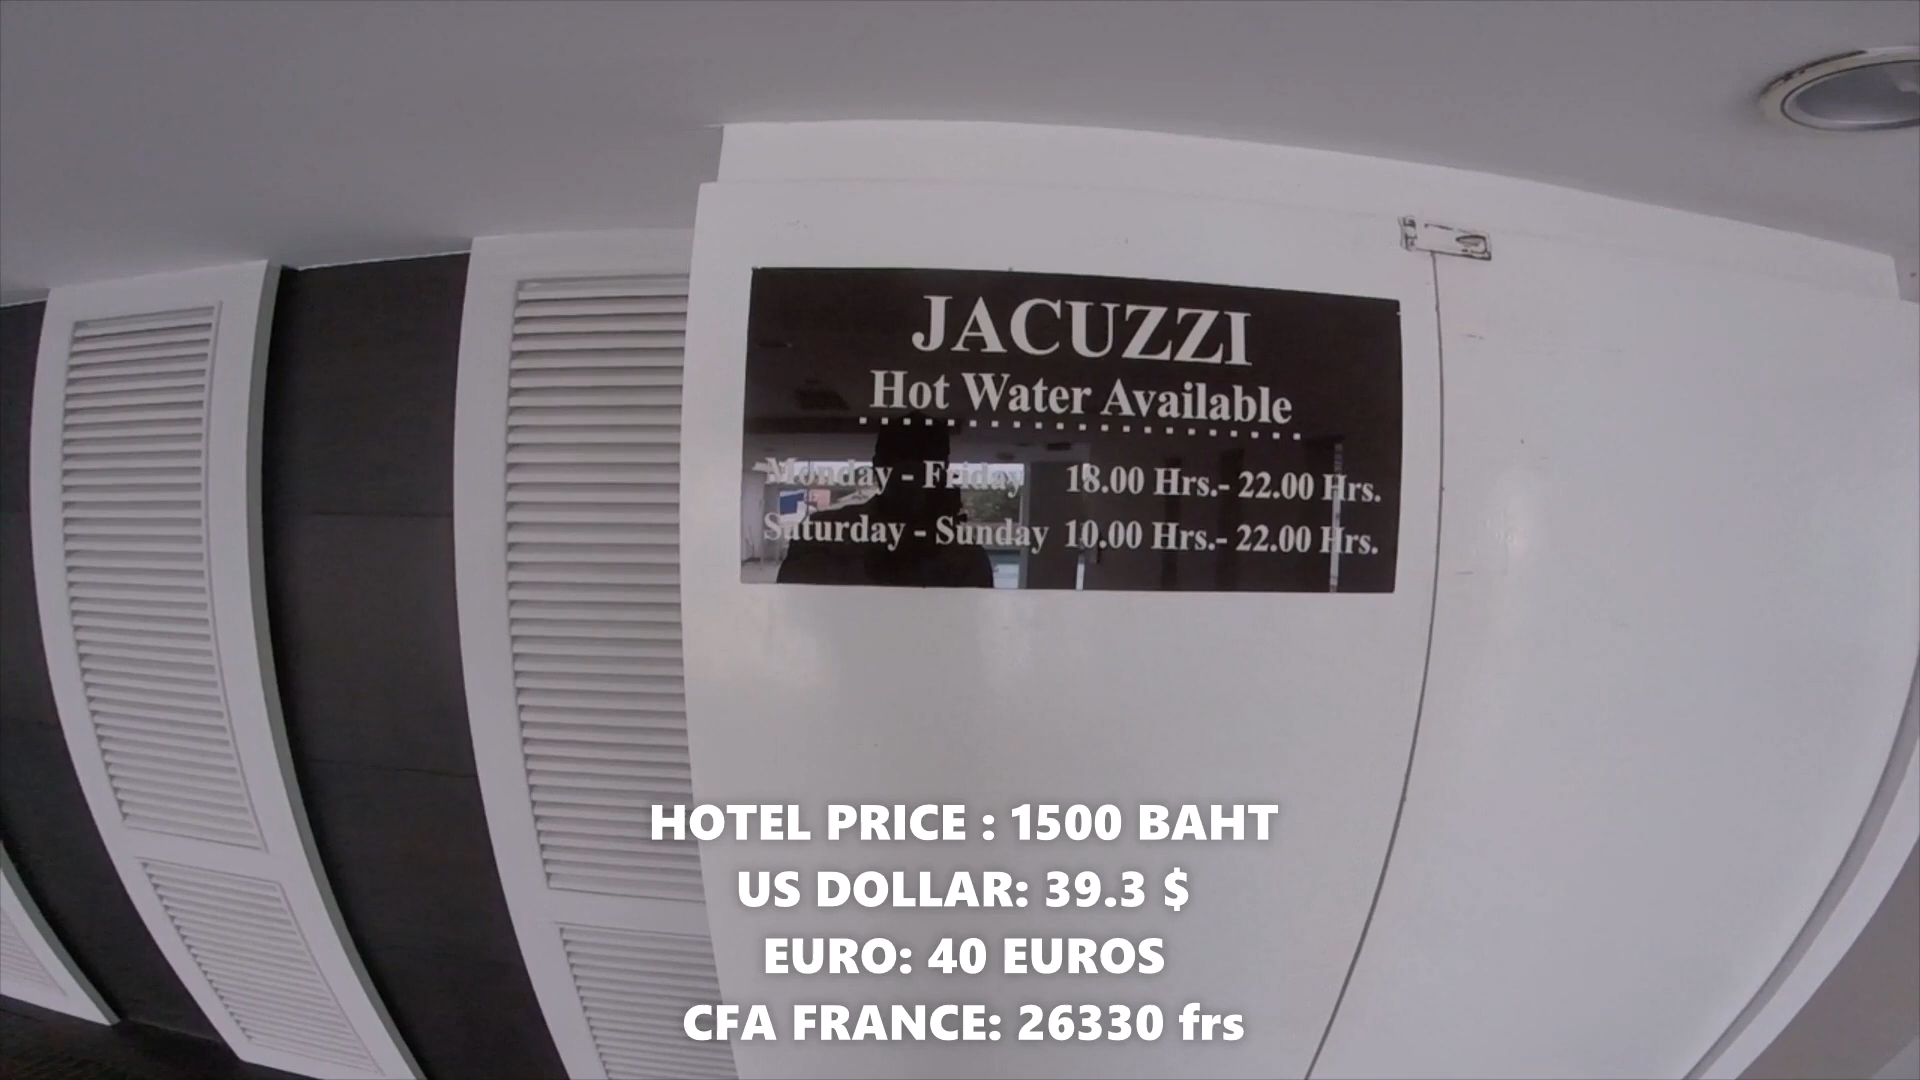 JACUZZI
Hot Water Available
Monday - Friday 18.00 Hrs.- 22.00 Hrs.
Saturday - Sunday 10.00 Hrs.- 22.00 Hrs.
HOTEL PRICE : 1500 BAHT
US DOLLAR: 39.3 $
EURO: 40 EUROS
CFA FRANCE: 26330 frs